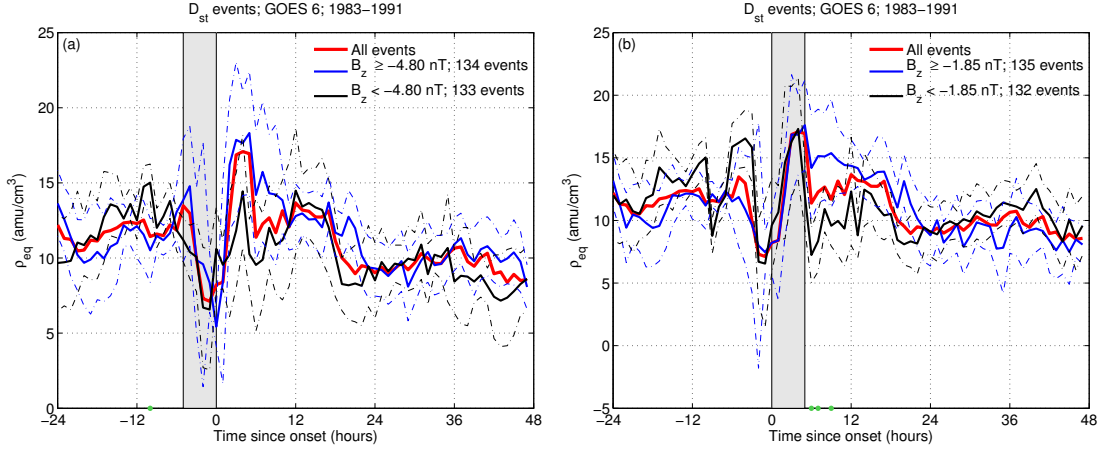 D_st events; GOES 6; 1983−1991
(a)
All events
B_z ≥ −4.80 nT; 134 events
B_z < −4.80 nT; 133 events
25
20
15
10
5
0
ρ_eq (amu/cm^3)
−24 −12 0 12 24 36 48
Time since onset (hours)
D_st events; GOES 6; 1983−1991
(b)
All events
B_z ≥ −1.85 nT; 135 events
B_z < −1.85 nT; 132 events
25
20
15
10
5
0
−5
ρ_eq (amu/cm^3)
−24 −12 0 12 24 36 48
Time since onset (hours)